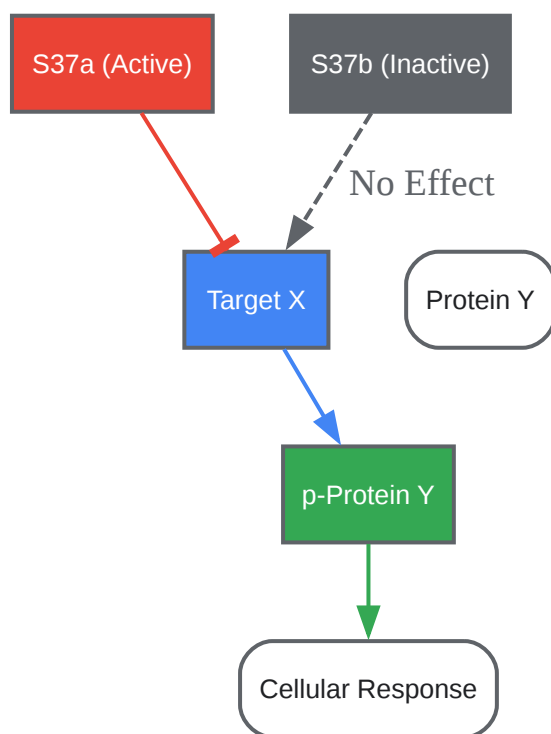 S37a (Active)
S37b (Inactive)
No Effect
Target X
Protein Y
p-Protein Y
Cellular Response